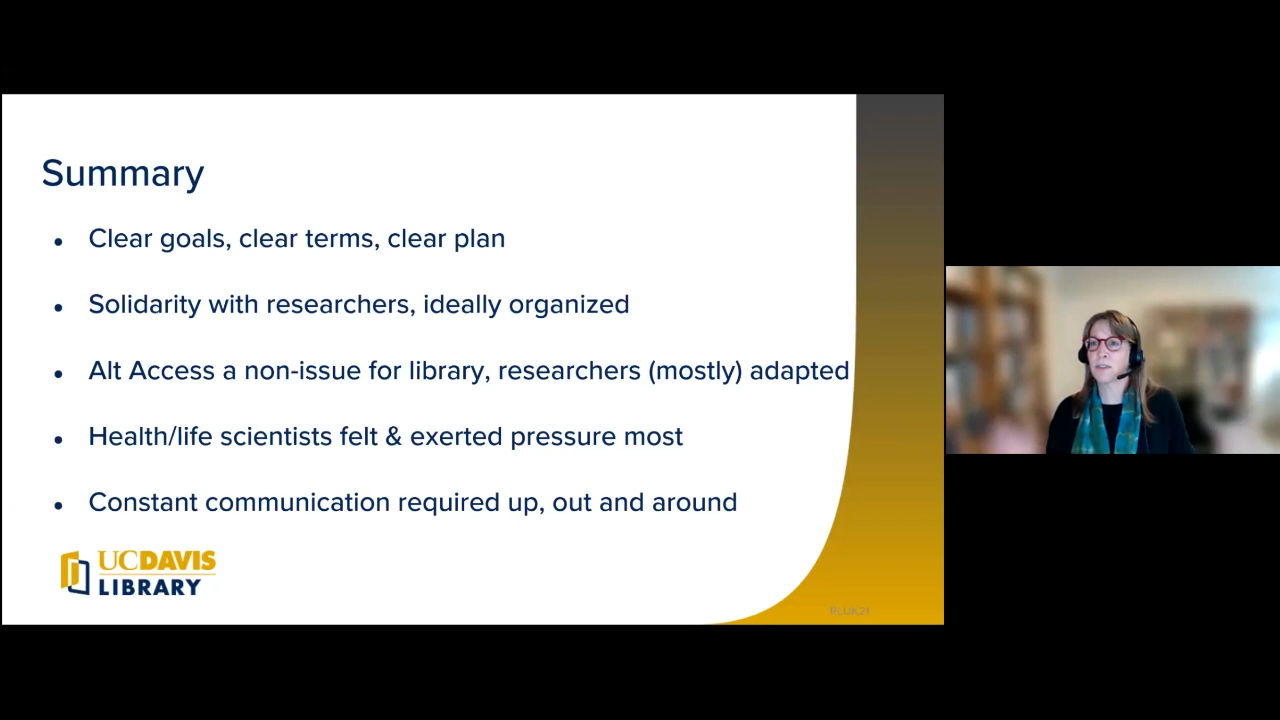 Summary
• Clear goals, clear terms, clear plan
• Solidarity with researchers, ideally organized
• Alt Access a non-issue for library, researchers (mostly) adapted
• Health/life scientists felt & exerted pressure most
• Constant communication required up, out and around
UCDAVIS
LIBRARY
RLUK21